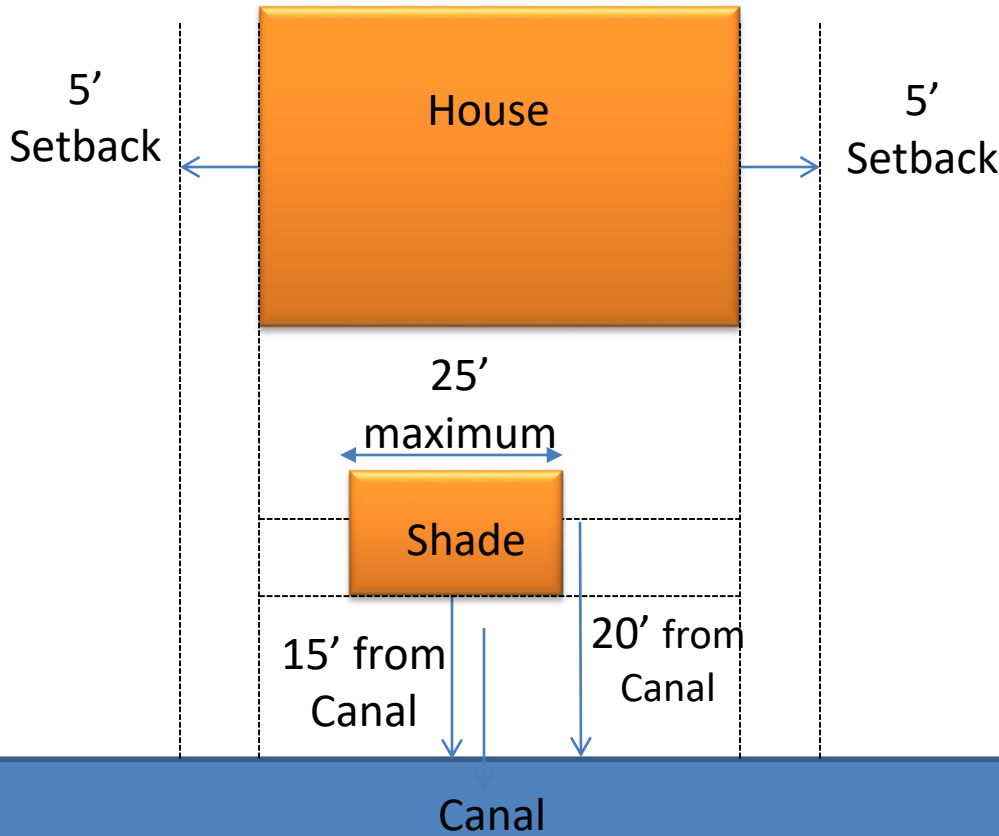 5’
Setback
House
5’
Setback
25’
maximum
Shade
15’ from
Canal
20’ from
Canal
Canal